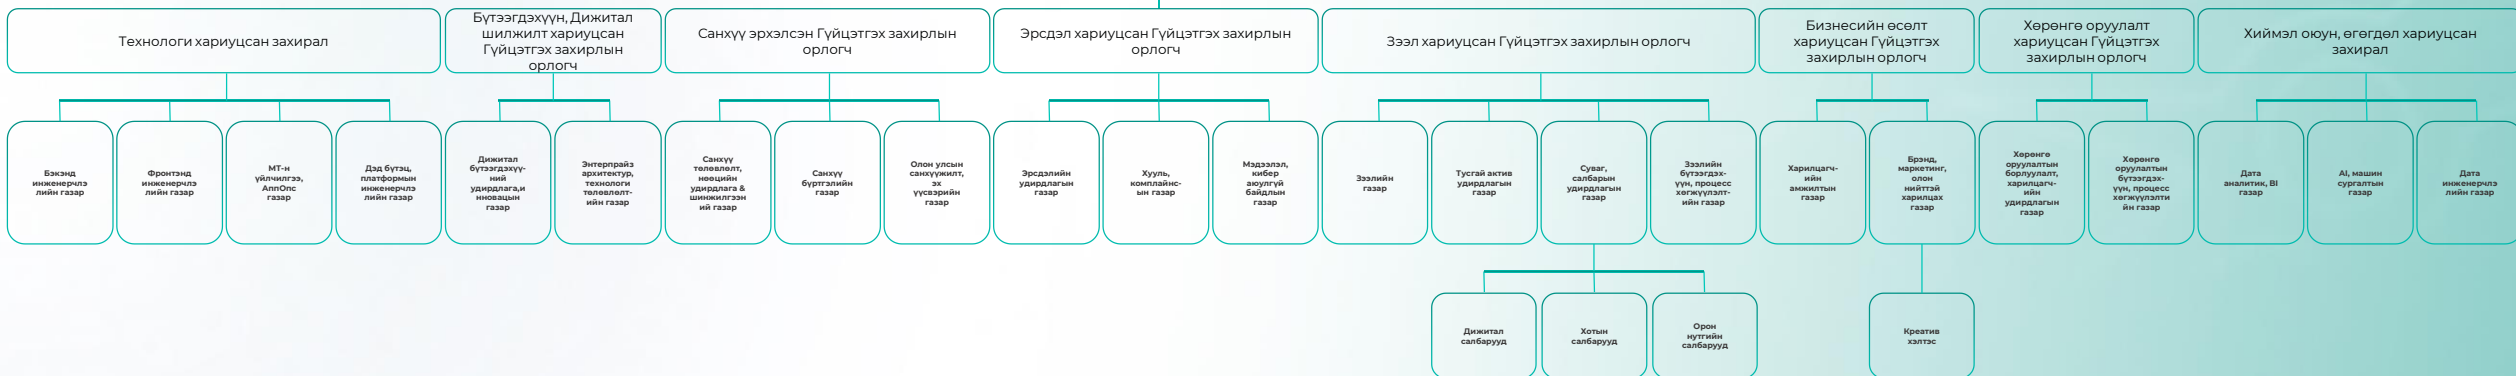 Технологи хариуцсан захирал
Бүтээгдэхүүн, Дижитал
шилжилт хариуцсан
Гүйцэтгэх захирлын
орлогч
Санхүү эрхэлсэн Гүйцэтгэх захирлын
орлогч
Эрсдэл хариуцсан Гүйцэтгэх захирлын
орлогч
Зээл хариуцсан Гүйцэтгэх захирлын орлогч
Бизнесийн өсөлт
хариуцсан Гүйцэтгэх
захирлын орлогч
Хөрөнгө оруулалт
хариуцсан Гүйцэтгэх
захирлын орлогч
Хиймэл оюун, өгөгдөл хариуцсан
захирал
Бэкэнд
инженерчлэ
лийн газар
Фронтэнд
инженерчлэ
лийн газар
МТ-н
үйлчилгээ,
АппОпс
газар
Дэд бүтэц,
платформын
инженерчлэ
лийн газар
Дижитал
бүтээгдэхүү-
ний
удирдлага,и
нновацын
газар
Энтерпрайз
архитектур,
технологи
төлөвлөлт-
ийн газар
Санхүү
төлөвлөлт,
нөөцийн
удирдлага &
шинжилгээн
ий газар
Санхүү
бүртгэлийн
газар
Олон улсын
санхүүжилт,
эх
үүсвэрийн
газар
Эрсдэлийн
удирдлагын
газар
Хууль,
комплайнс-
ын газар
Мэдээлэл,
кибер
аюулгүй
байдлын
газар
Зээлийн
газар
Тусгай актив
удирдлагын
газар
Суваг,
салбарын
удирдлагын
газар
Зээлийн
бүтээгдэх-
үүн, процесс
хөгжүүлэлт-
ийн газар
Харилцагч-
ийн
амжилтын
газар
Брэнд,
маркетинг,
олон
нийттэй
харилцах
газар
Хөрөнгө
оруулалтын
борлуулалт,
харилцагч-
ийн
удирдлагын
газар
Хөрөнгө
оруулалтын
бүтээгдэх-
үүн, процесс
хөгжүүлэлти
йн газар
Дата
аналитик, BI
газар
AI, машин
сургалтын
газар
Дата
инженерчлэ
лийн газар
Дижитал
салбарууд
Хотын
салбарууд
Орон
нутгийн
салбарууд
Креатив
хэлтэс